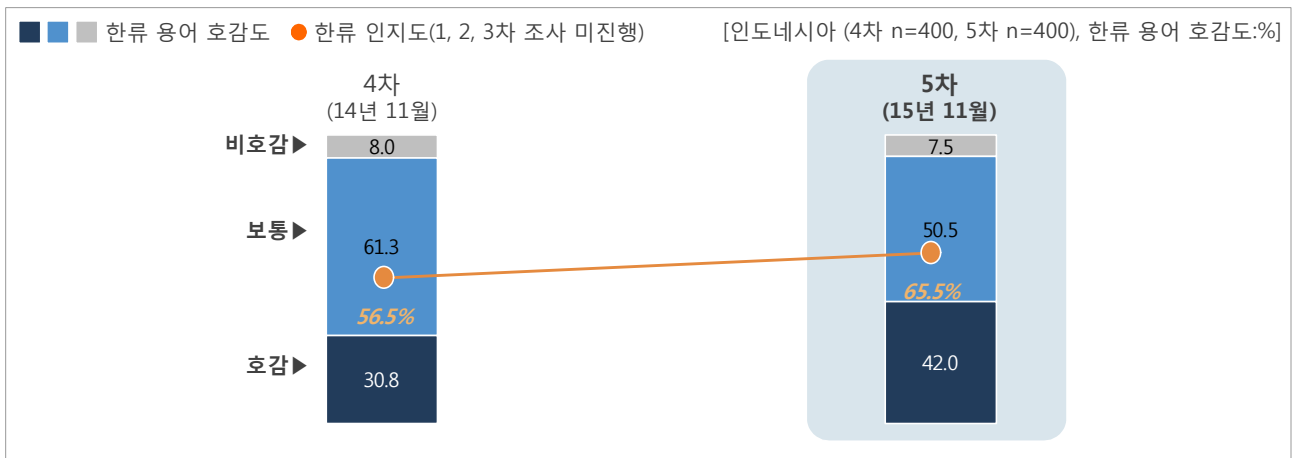 한류 용어 호감도 한류 인지도(1, 2, 3차 조사 미진행) [인도네시아 (4차 n=400, 5차 n=400), 한류 용어 호감도:%]
4차 5차
(14년 11월) (15년 11월)
비호감▶ 8.0 7.5
보통▶ 61.3 50.5
56.5% 65.5%
호감▶ 30.8 42.0